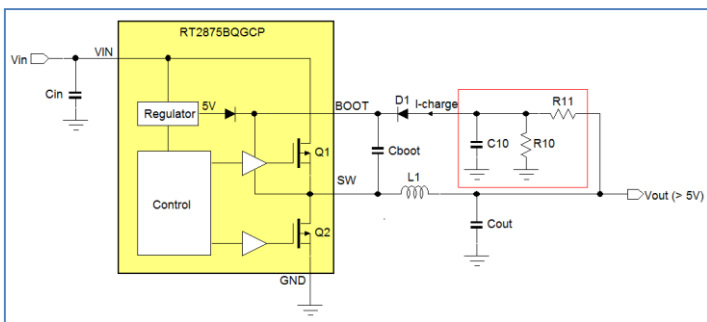 RT2875BQGCP
Vin
VIN
Cin
Regulator
5V
BOOT
D1
I-charge
R11
C10
R10
Q1
Cboot
Control
SW
L1
Vout (> 5V)
Q2
Cout
GND